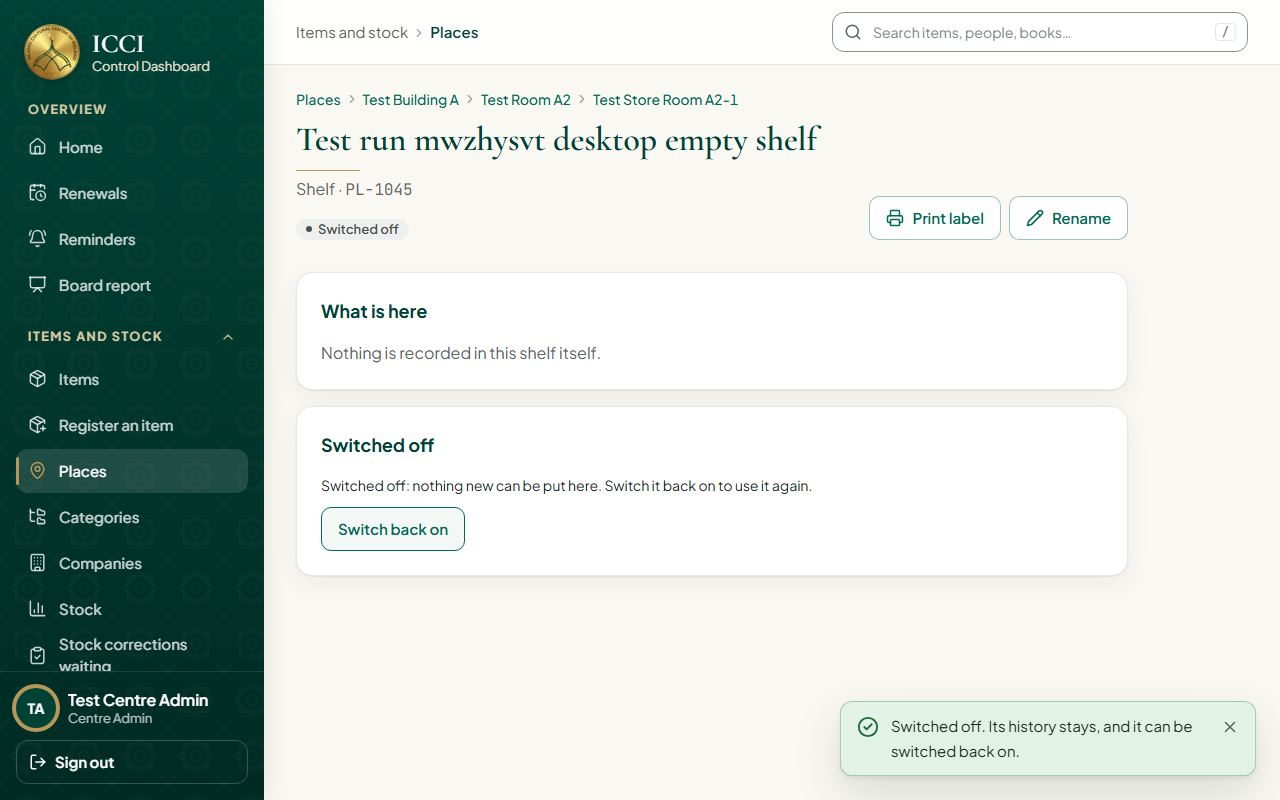 ICCI
Control Dashboard
OVERVIEW
Home
Renewals
Reminders
Board report
ITEMS AND STOCK
Items
Register an item
Places
Categories
Companies
Stock
Stock corrections
waiting
TA
Test Centre Admin
Centre Admin
Sign out
Items and stock > Places
Search items, people, books…
/
Places > Test Building A > Test Room A2 > Test Store Room A2-1
Test run mwzhysvt desktop empty shelf
Shelf · PL-1045
Switched off
Print label
Rename
What is here
Nothing is recorded in this shelf itself.
Switched off
Switched off: nothing new can be put here. Switch it back on to use it again.
Switch back on
Switched off. Its history stays, and it can be
switched back on.